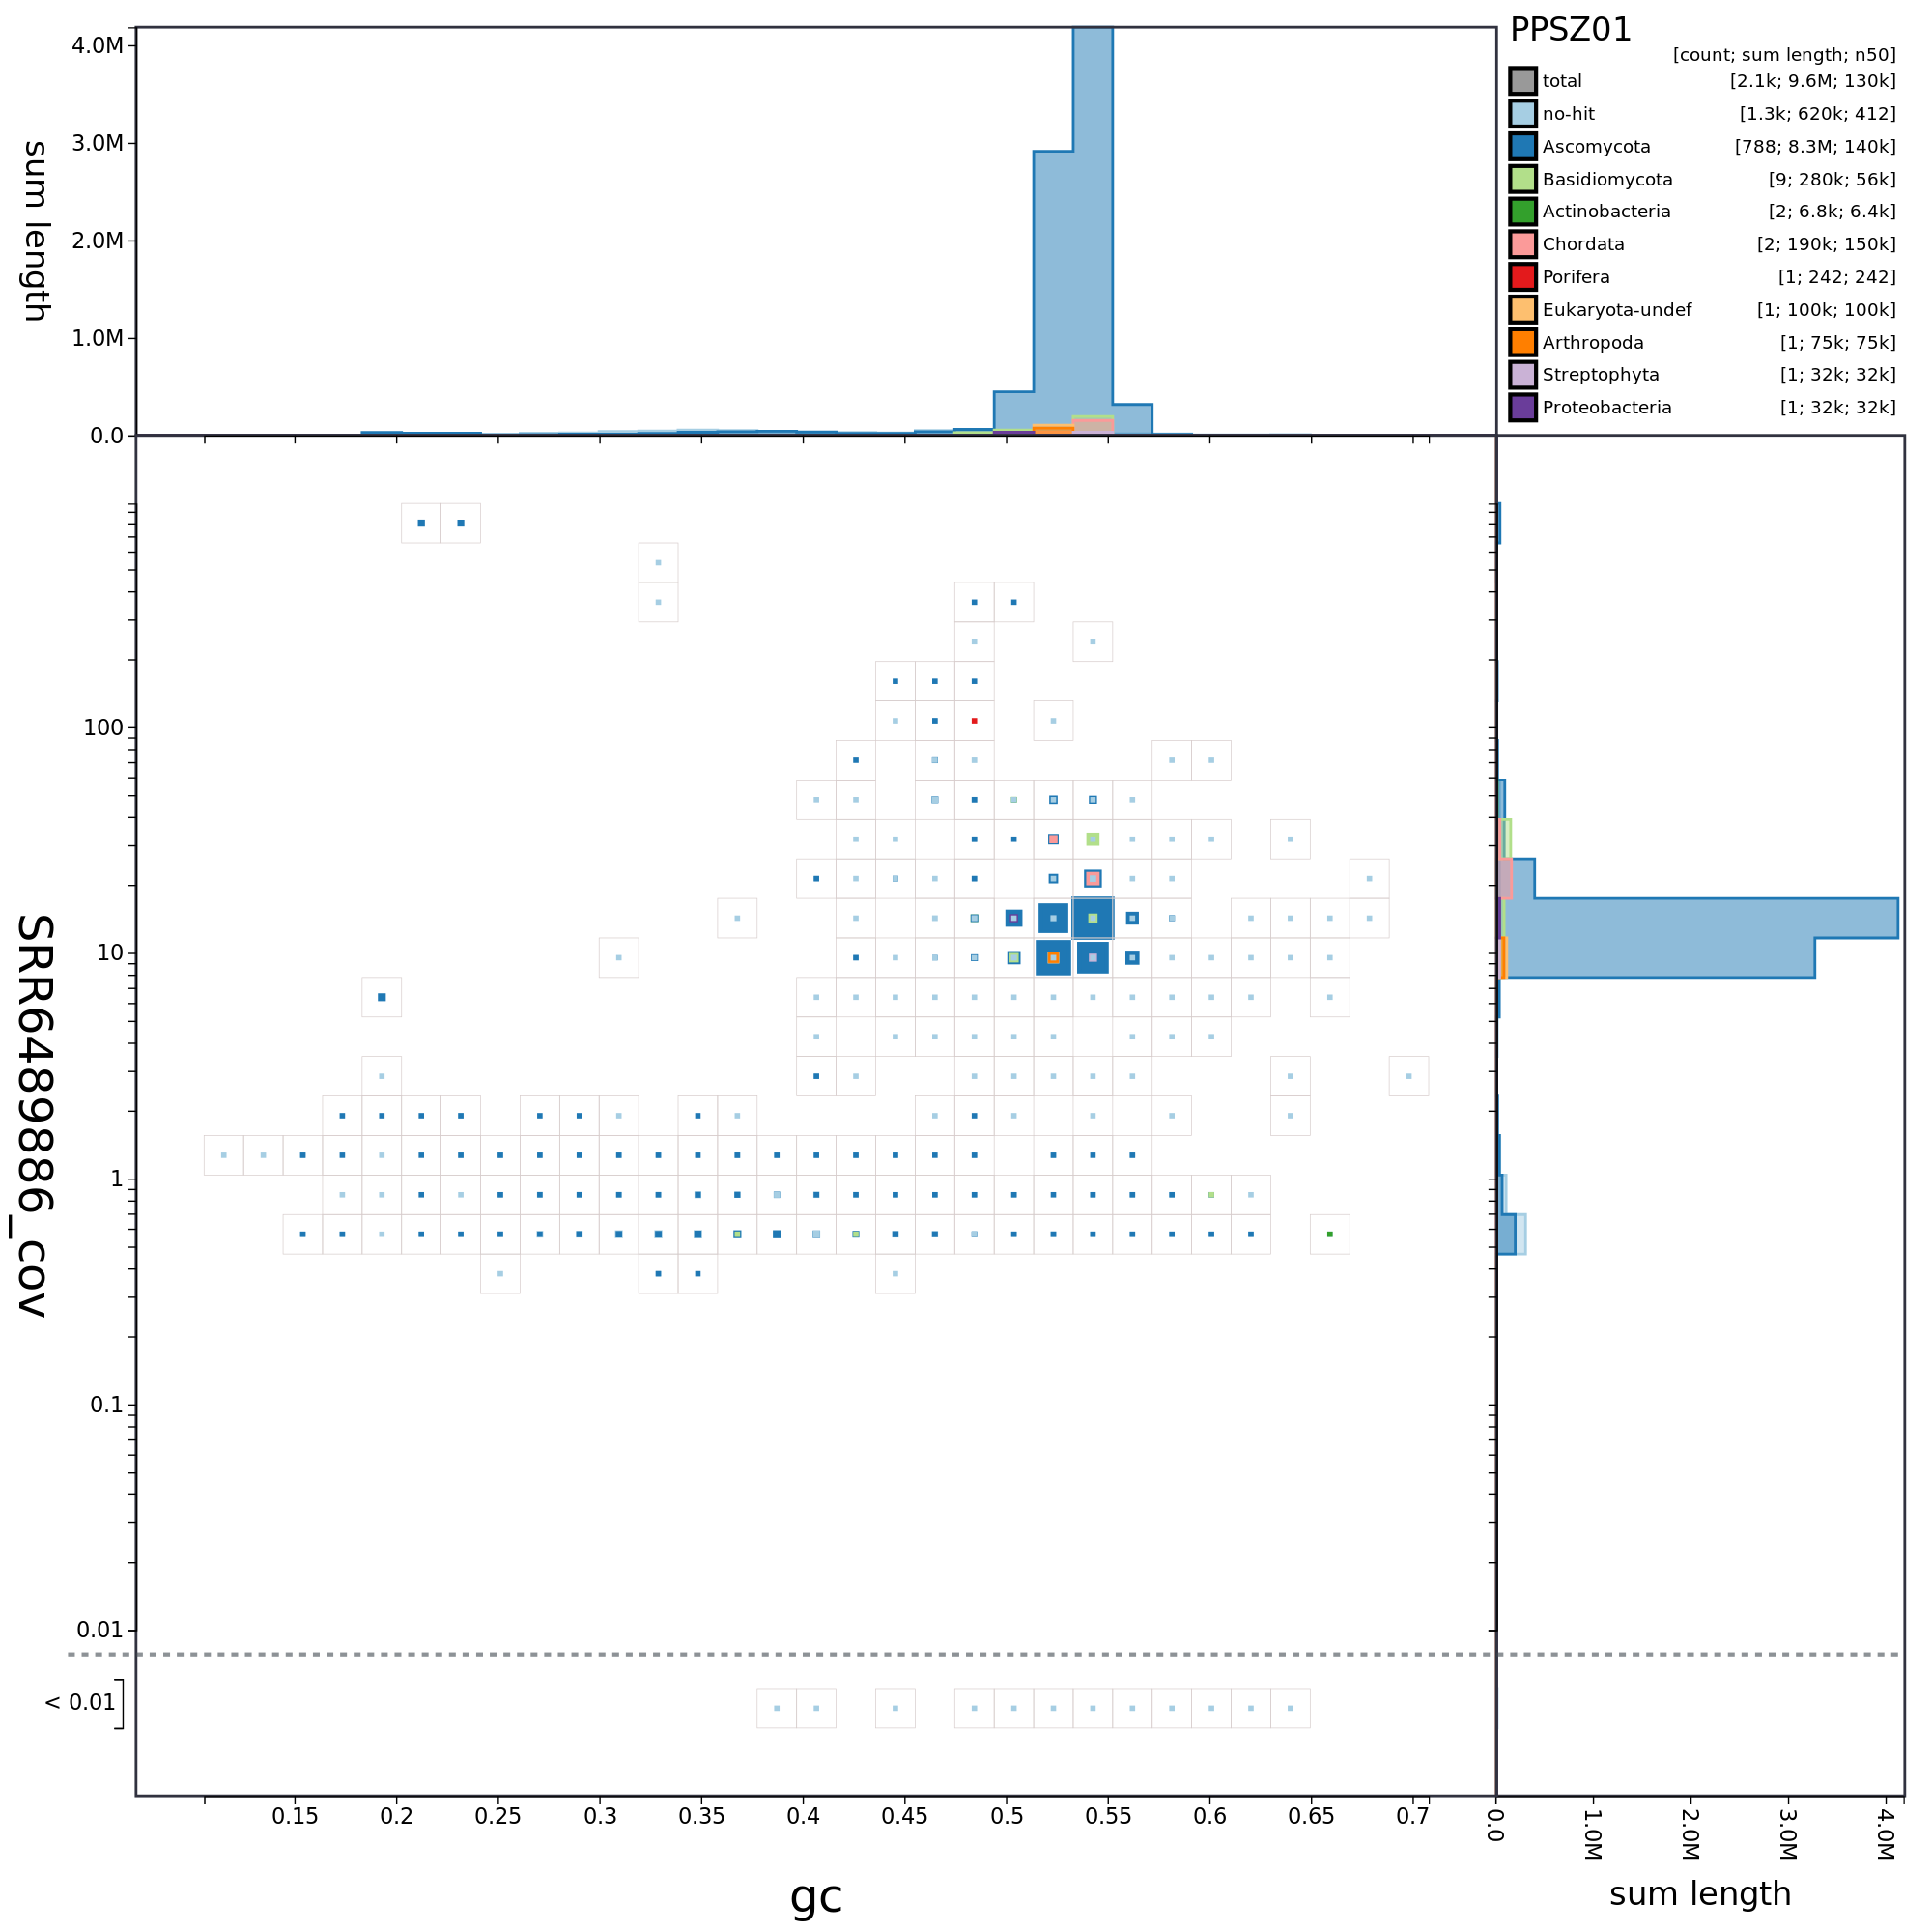 PPSZ01
[count; sum length; n50]
total [2.1k; 9.6M; 130k]
no-hit [1.3k; 620k; 412]
Ascomycota [788; 8.3M; 140k]
Basidiomycota [9; 280k; 56k]
Actinobacteria [2; 6.8k; 6.4k]
Chordata [2; 190k; 150k]
Porifera [1; 242; 242]
Eukaryota-undef [1; 100k; 100k]
Arthropoda [1; 75k; 75k]
Streptophyta [1; 32k; 32k]
Proteobacteria [1; 32k; 32k]
sum length
4.0M
3.0M
2.0M
1.0M
0.0
SRR6489886_cov
100
10
1
0.1
0.01
< 0.01
0.15 0.2 0.25 0.3 0.35 0.4 0.45 0.5 0.55 0.6 0.65 0.7
gc
0.0 1.0M 2.0M 3.0M 4.0M
sum length